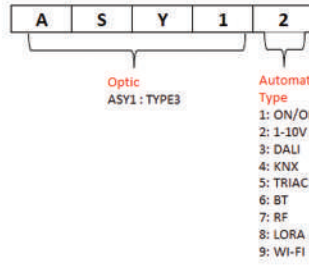 A S Y 1 2
Optic
ASY1 : TYPE3
Type
1:
2: 1-10V
3: DALI
4: KNX
5: TRIAC
6: BT
7: RF
8: LORA
9: WI-FI